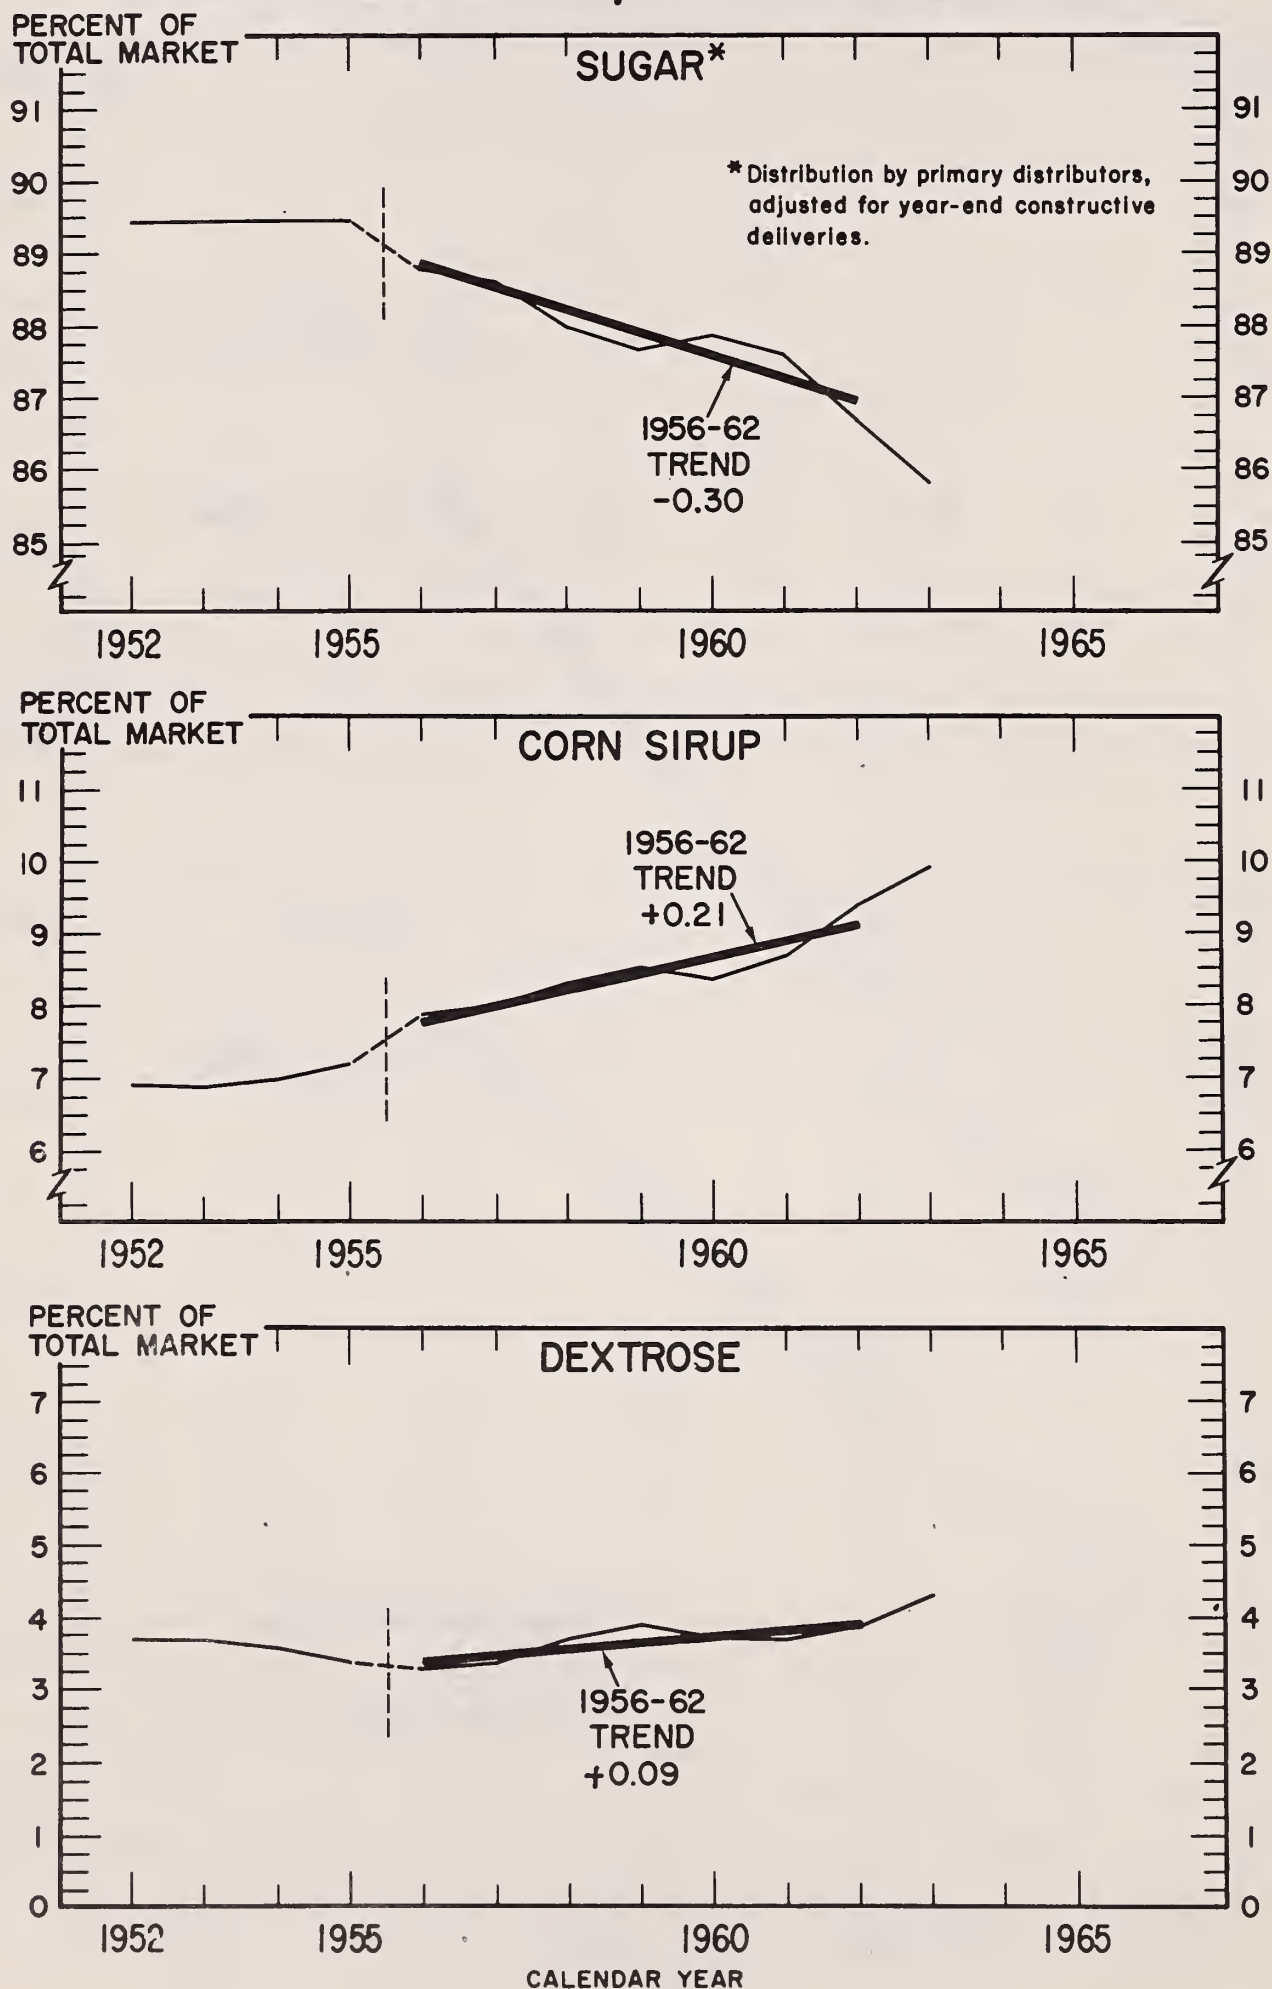 PERCENT OF
TOTAL MARKET
SUGAR*
91
90
89
88
87
86
85
91
90
89
88
87
86
85
*Distribution by primary distributors,
adjusted for year-end constructive
deliveries.
1956-62
TREND
-0.30
1952 1955 1960 1965
PERCENT OF
TOTAL MARKET
CORN SIRUP
11
10
9
8
7
6
11
10
9
8
7
6
1956-62
TREND
+0.21
1952 1955 1960 1965
PERCENT OF
TOTAL MARKET
DEXTROSE
7
6
5
4
3
2
1
0
7
6
5
4
3
2
1
0
1956-62
TREND
+0.09
1952 1955 1960 1965
CALENDAR YEAR